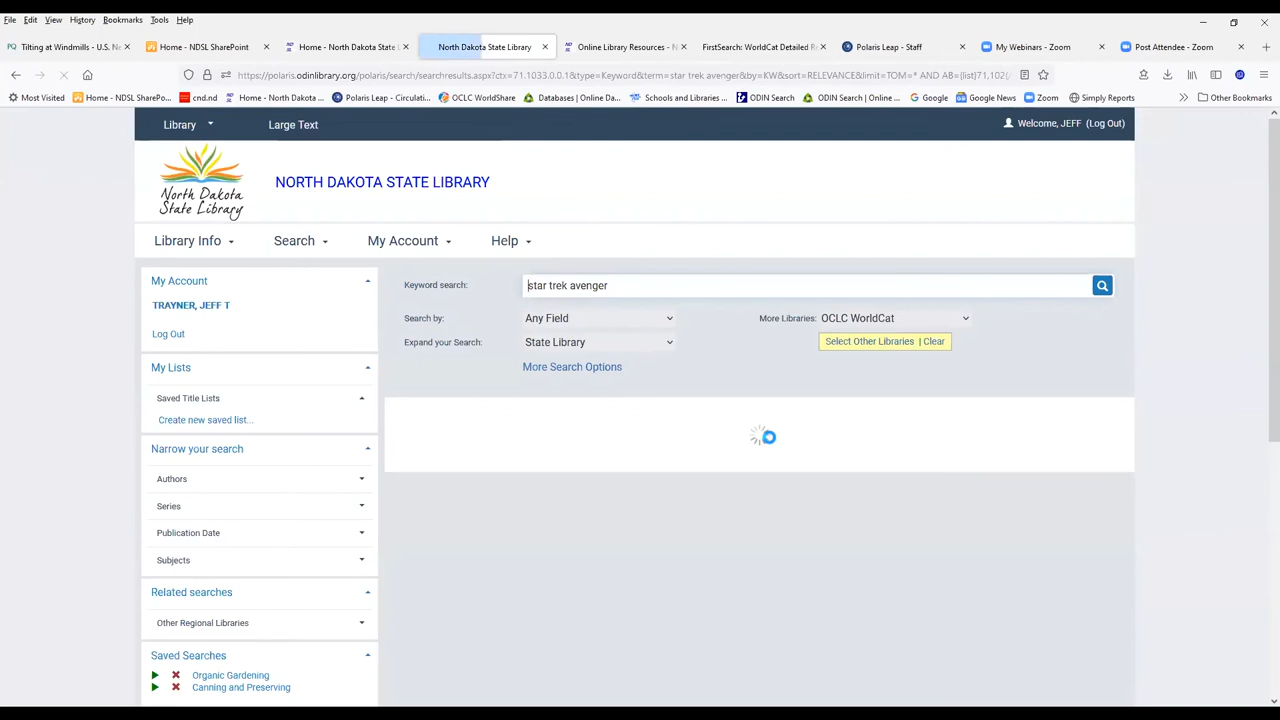 File Edit View History Bookmarks Tools Help
Tilting at Windmills - U.S. Ne Home - NDSL SharePoint Home - North Dakota State L North Dakota State Library Online Library Resources - N FirstSearch: WorldCat Detailed R Polaris Leap - Staff My Webinars - Zoom Post Attendee - Zoom
https://polaris.odinlibrary.org/polaris/search/searchresults.aspx?ctx=71.1033.0.0.1&type=Keyword&term=star trek avenger&by=KW&sort=RELEVANCE&limit=TOM=* AND AB=(list)71,102(/
Most Visited Home - NDSL SharePo... cnd.nd Home - North Dakota ... Polaris Leap - Circulati... OCLC WorldShare Databases | Online Da... Schools and Libraries ... ODIN Search ODIN Search | Online ... Google Google News Zoom Simply Reports Other Bookmarks
Library Large Text Welcome, JEFF (Log Out)
North Dakota
State Library
NORTH DAKOTA STATE LIBRARY
Library Info Search My Account Help
My Account
TRAYNER, JEFF T
Log Out
My Lists
Saved Title Lists
Create new saved list...
Narrow your search
Authors
Series
Publication Date
Subjects
Related searches
Other Regional Libraries
Saved Searches
Organic Gardening
Canning and Preserving
Keyword search: star trek avenger
Search by: Any Field More Libraries: OCLC WorldCat
Expand your Search: State Library Select Other Libraries | Clear
More Search Options